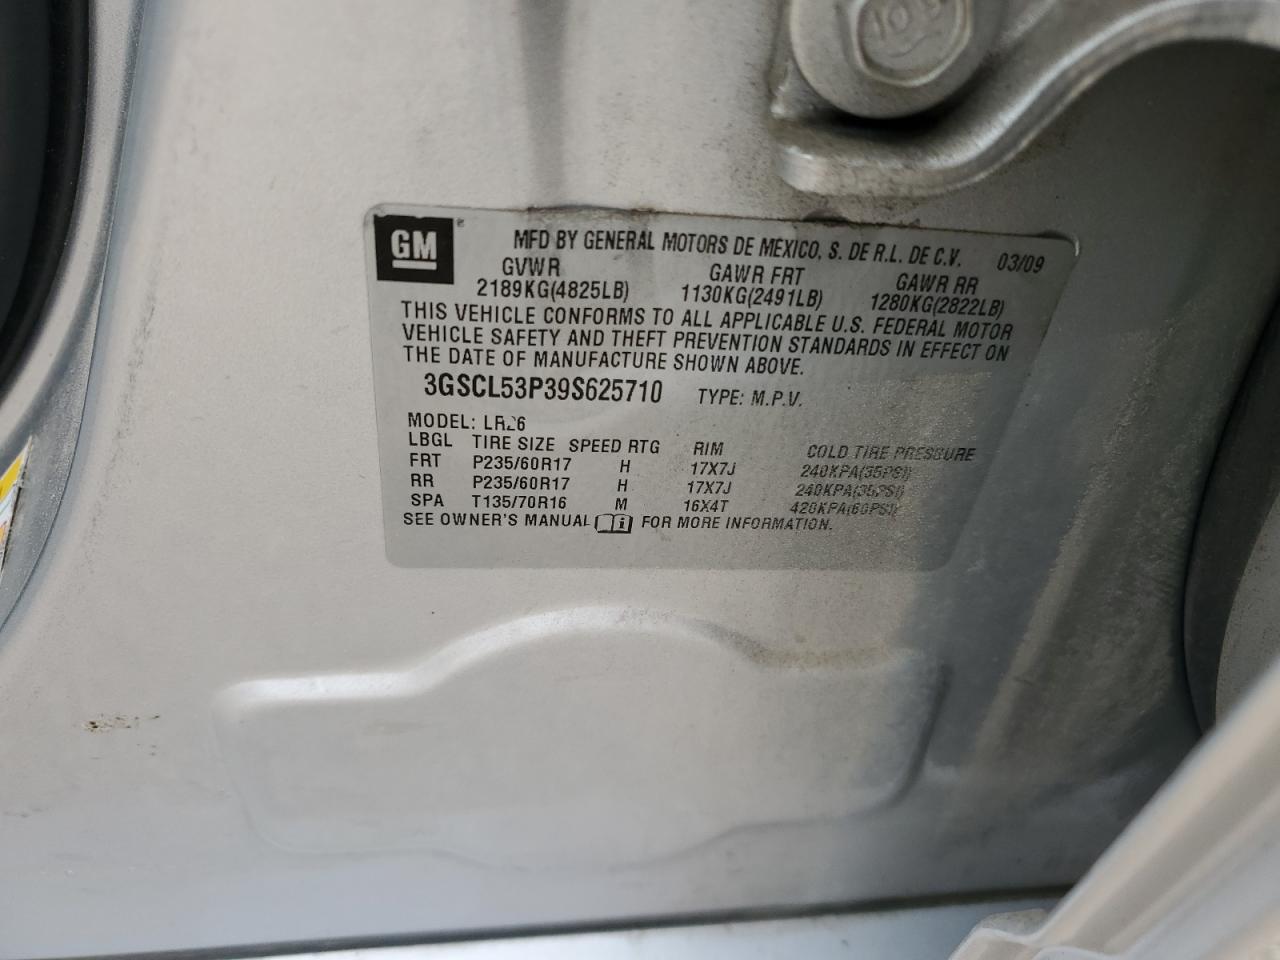 10.9
GM ® MFD BY GENERAL MOTORS DE MEXICO, S. DE R.L. DE C.V. 03/09
GVWR GAWR FRT GAWR RR
2189KG(4825LB) 1130KG(2491LB) 1280KG(2822LB)
THIS VEHICLE CONFORMS TO ALL APPLICABLE U.S. FEDERAL MOTOR
VEHICLE SAFETY AND THEFT PREVENTION STANDARDS IN EFFECT ON
THE DATE OF MANUFACTURE SHOWN ABOVE.
3GSCL53P39S625710 TYPE: M.P.V.
MODEL: LR26
LBGL TIRE SIZE SPEED RTG RIM COLD TIRE PRESSURE
FRT P235/60R17 H 17X7J 240KPA(35PSI)
RR P235/60R17 H 17X7J 240KPA(35PSI)
SPA T135/70R16 M 16X4T 420KPA(60PSI)
SEE OWNER'S MANUAL i FOR MORE INFORMATION.